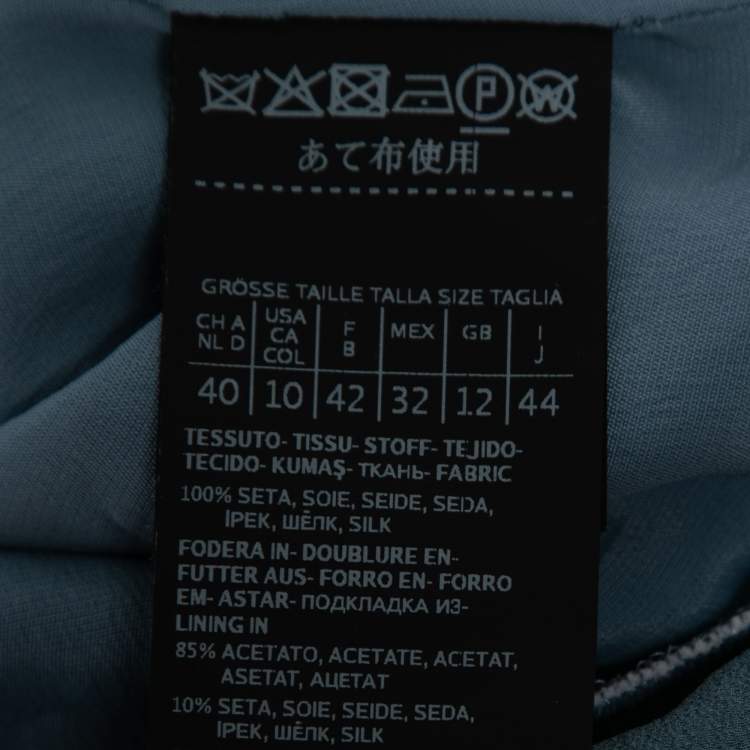 P W
あて布使用
GRÖSSE TAILLE TALLA SIZE TAGLIA
CH A NL D USA CA COL F B MEX GB I J
40 10 42 32 12 44
TESSUTO- TISSU- STOFF- TEJIDO-
TECIDO- KUMAŞ- ТКАНЬ- FABRIC
100% SETA, SOIE, SEIDE, SEDA,
İPEK, ШЁЛК, SILK
FODERA IN- DOUBLURE EN-
FUTTER AUS- FORRO EN- FORRO
EM- ASTAR- ПОДКЛАДКА ИЗ-
LINING IN
85% ACETATO, ACETATE, ACETAT,
ASETAT, АЦЕТАТ
10% SETA, SOIE, SEIDE, SEDA,
İPEK, ШЁЛК, SILK